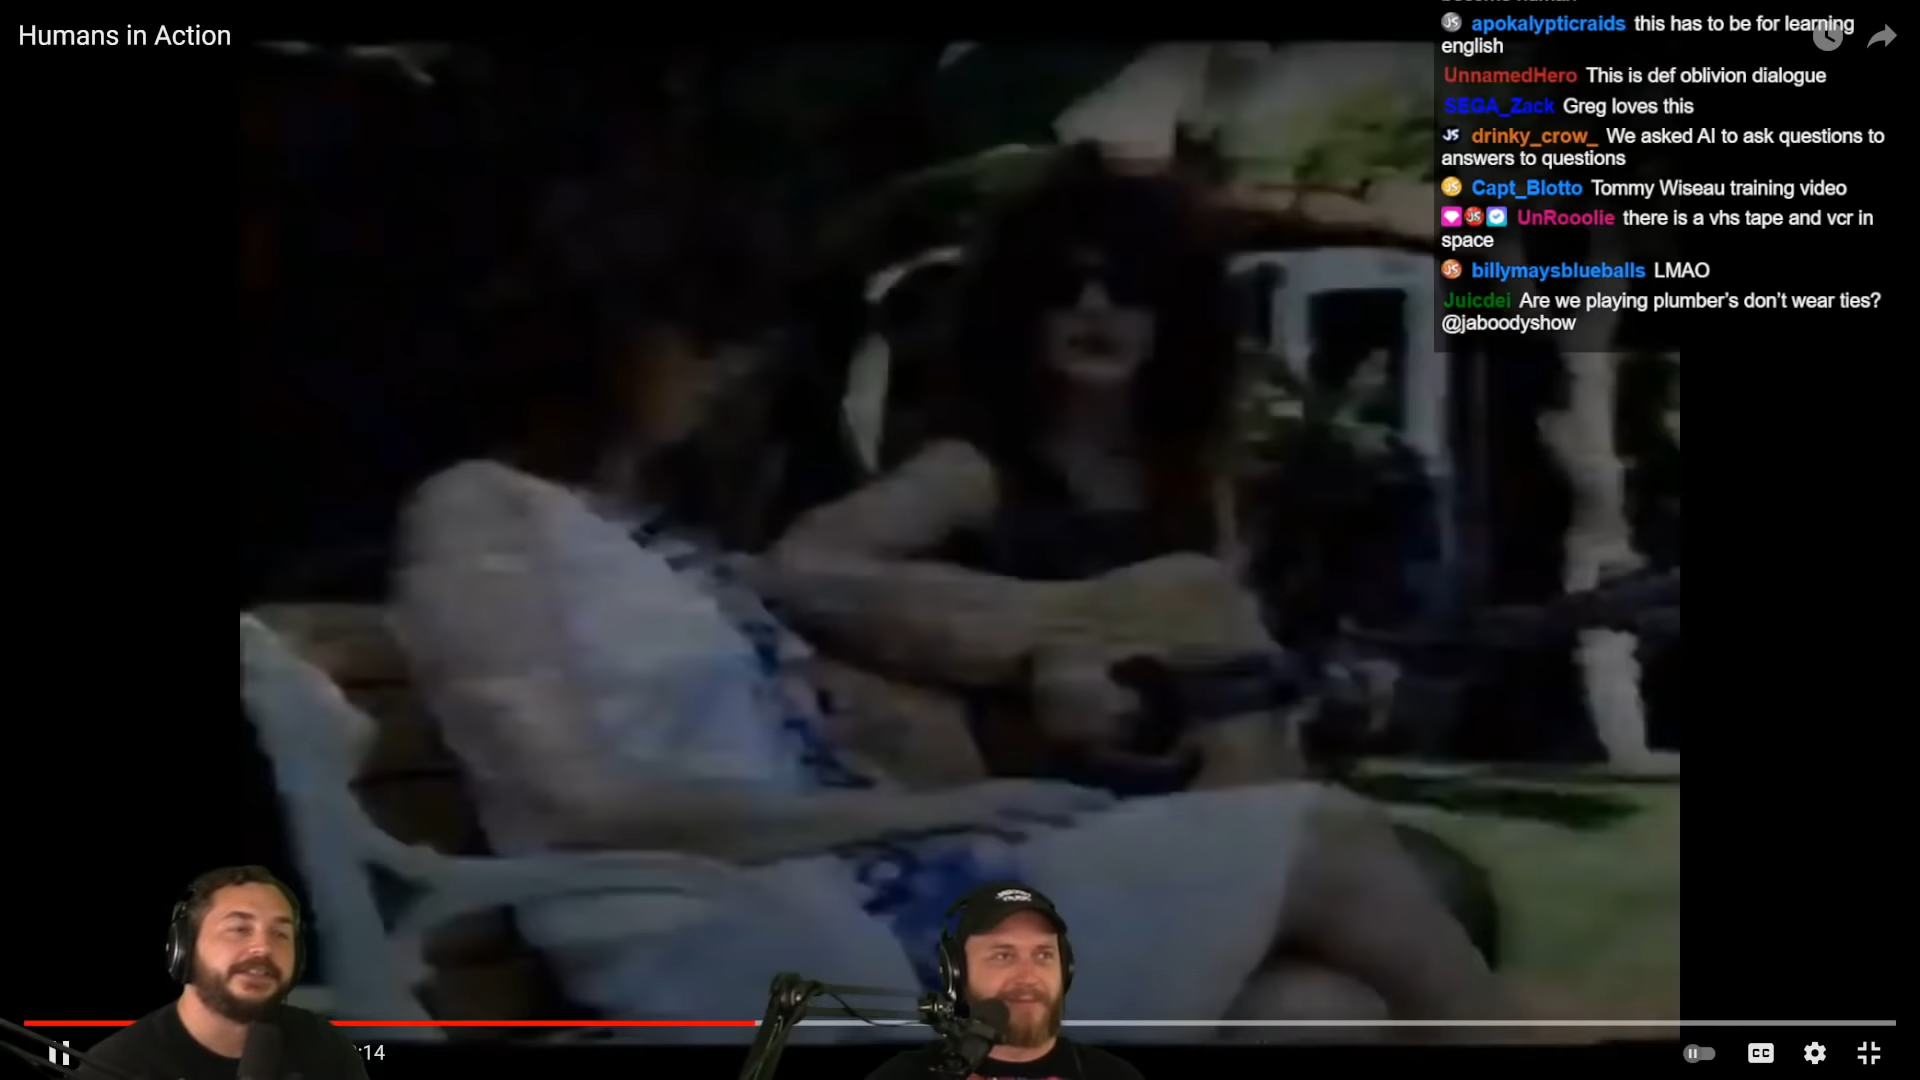 Humans in Action
apokalypticraids this has to be for learning
english
UnnamedHero This is def oblivion dialogue
SEGA_Zack Greg loves this
drinky_crow_ We asked AI to ask questions to
answers to questions
Capt_Blotto Tommy Wiseau training video
UnRooolie there is a vhs tape and vcr in
space
billymaysblueballs LMAO
Juicdei Are we playing plumber's don't wear ties?
@jaboodyshow
:14
CC